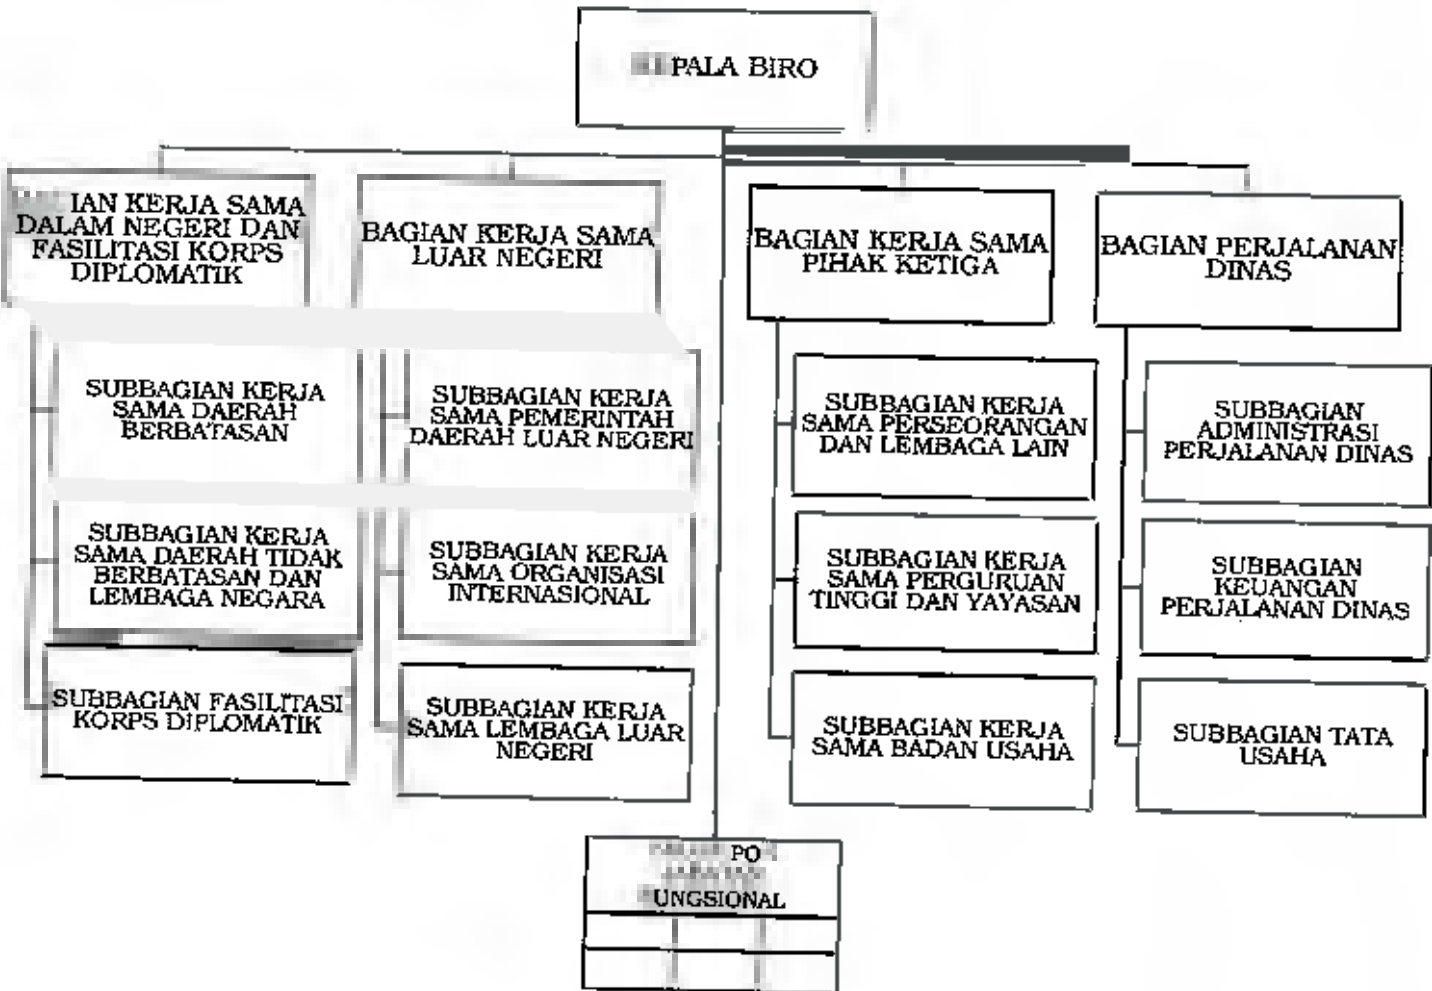 PALA BIRO
IAN KERJA SAMA
DALAM NEGERI DAN
FASILITASI KORPS
DIPLOMATIK
BAGIAN KERJA SAMA
LUAR NEGERI
BAGIAN KERJA SAMA
PIHAK KETIGA
BAGIAN PERJALANAN
DINAS
SUBBAGIAN KERJA
SAMA DAERAH
BERBATASAN
SUBBAGIAN KERJA
SAMA PEMERINTAH
DAERAH LUAR NEGERI
SUBBAGIAN KERJA
SAMA PERSEORANGAN
DAN LEMBAGA LAIN
SUBBAGIAN
ADMINISTRASI
PERJALANAN DINAS
SUBBAGIAN KERJA
SAMA DAERAH TIDAK
BERBATASAN DAN
LEMBAGA NEGARA
SUBBAGIAN KERJA
SAMA ORGANISASI
INTERNASIONAL
SUBBAGIAN KERJA
SAMA PERGURUAN
TINGGI DAN YAYASAN
SUBBAGIAN
KEUANGAN
PERJALANAN DINAS
SUBBAGIAN FASILITASI
KORPS DIPLOMATIK
SUBBAGIAN KERJA
SAMA LEMBAGA LUAR
NEGERI
SUBBAGIAN KERJA
SAMA BADAN USAHA
SUBBAGIAN TATA
USAHA
PO
UNGSIONAL